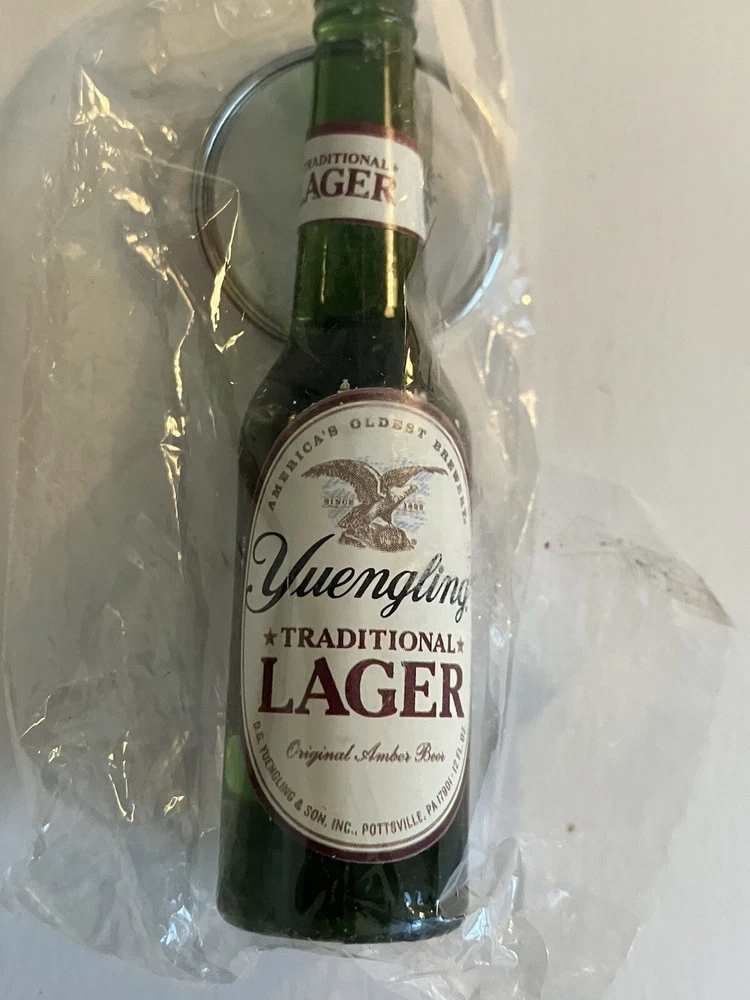 TRADITIONAL
LAGER
AMERICA'S OLDEST BREWERY
SINCE 1829
Yuengling
TRADITIONAL
LAGER
Original Amber Beer
D.G. YUENGLING & SON, INC., POTTSVILLE, PA 17901 · 12 FL. OZ.